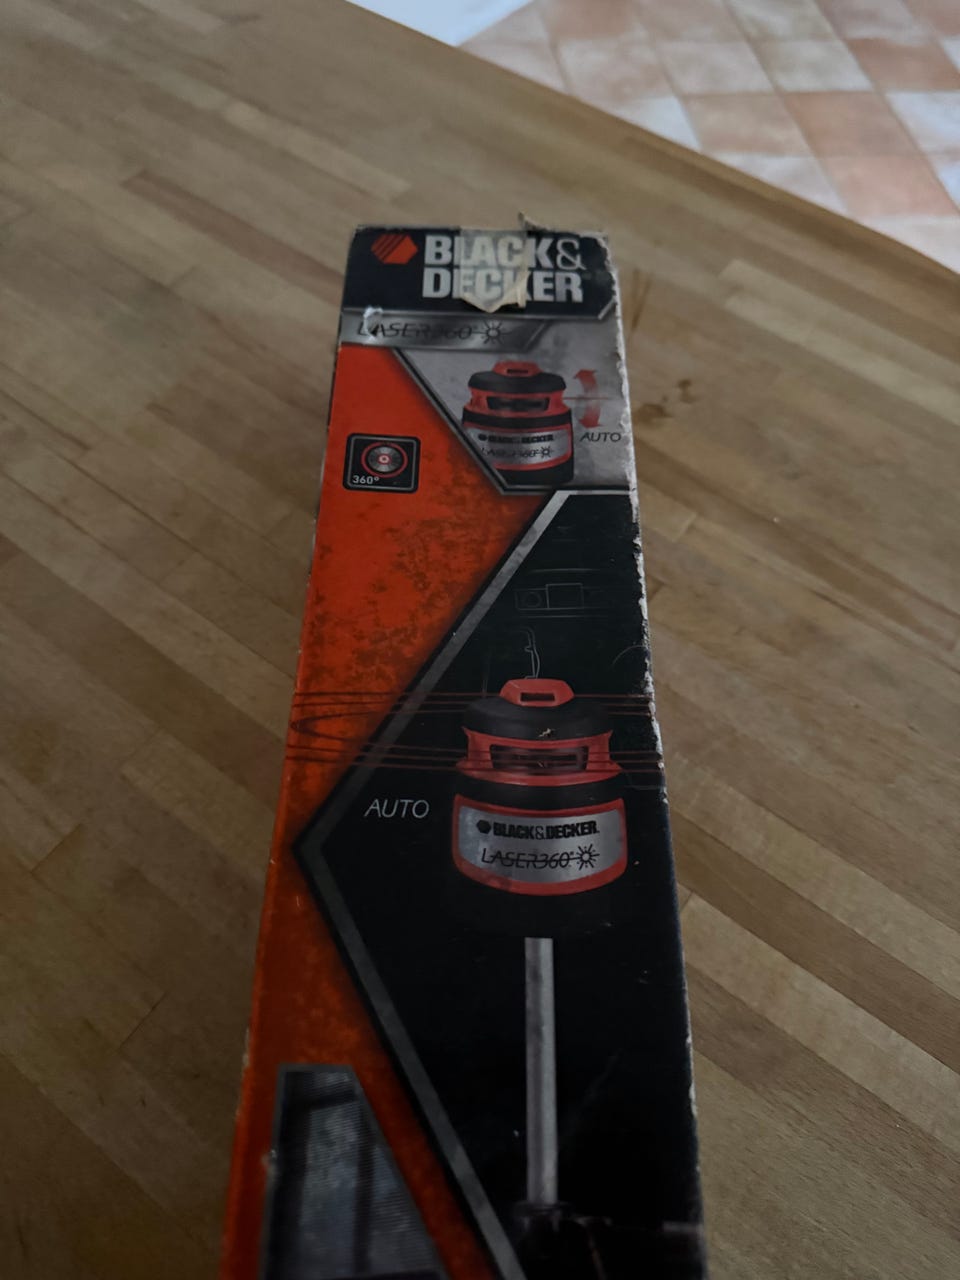 BLACK&
DECKER
LASER360°
BLACK&DECKER
LASER360°
AUTO
360°
AUTO
BLACK&DECKER
LASER360°